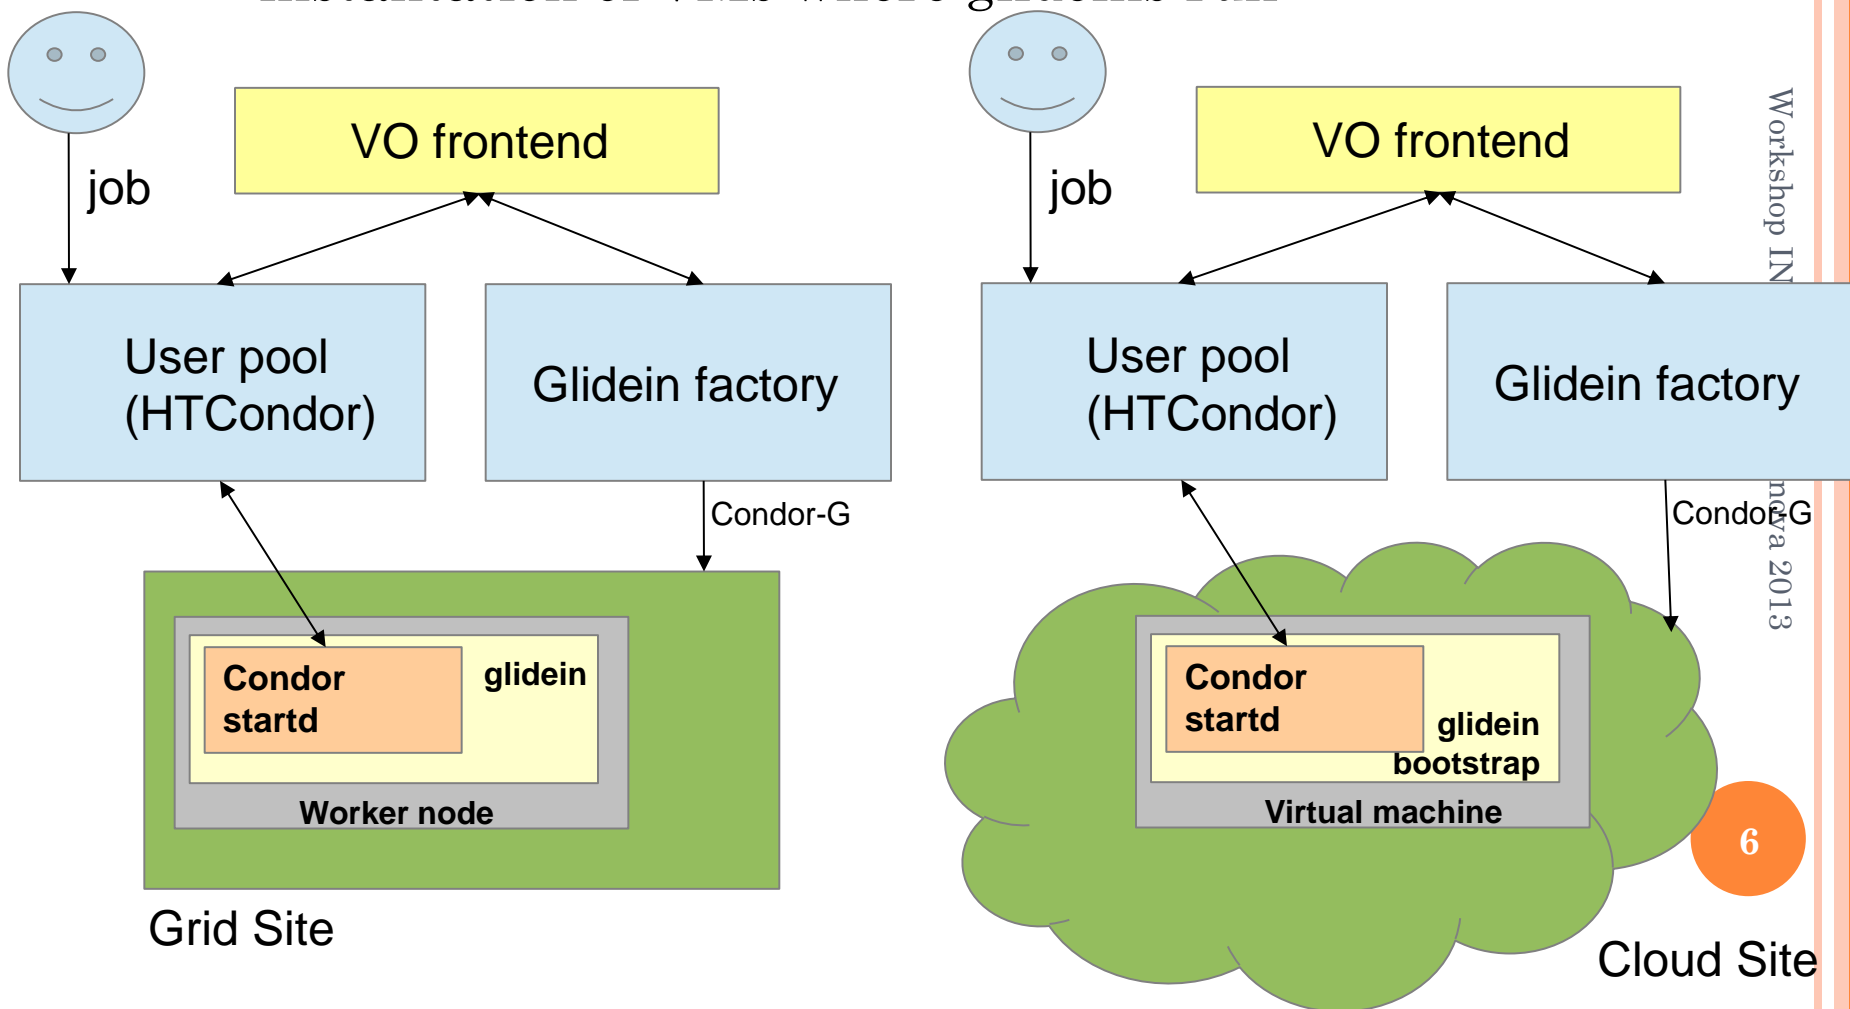 job
VO frontend
User pool
(HTCondor)
Glidein factory
Condor-G
Condor
startd
glidein
Worker node
Grid Site
job
VO frontend
User pool
(HTCondor)
Glidein factory
Condor-G
Condor
startd
glidein
bootstrap
Virtual machine
Cloud Site
Workshop
2013
6